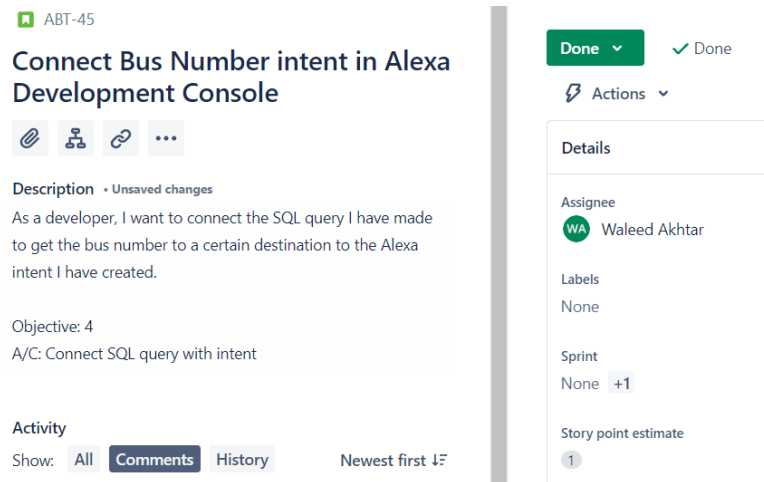 ABT-45
Connect Bus Number intent in Alexa
Development Console
Description • Unsaved changes
As a developer, I want to connect the SQL query I have made
to get the bus number to a certain destination to the Alexa
intent I have created.
Objective: 4
A/C: Connect SQL query with intent
Activity
Show: All Comments History Newest first
Done Done
Actions
Details
Assignee
WA Waleed Akhtar
Labels
None
Sprint
None +1
Story point estimate
1